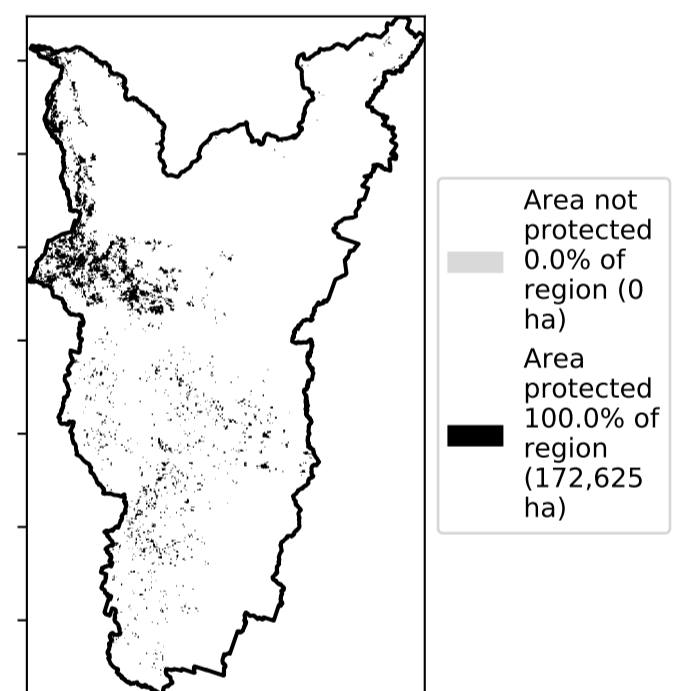 Area not
protected
0.0% of
region (0
ha)
Area
protected
100.0% of
region
(172,625
ha)